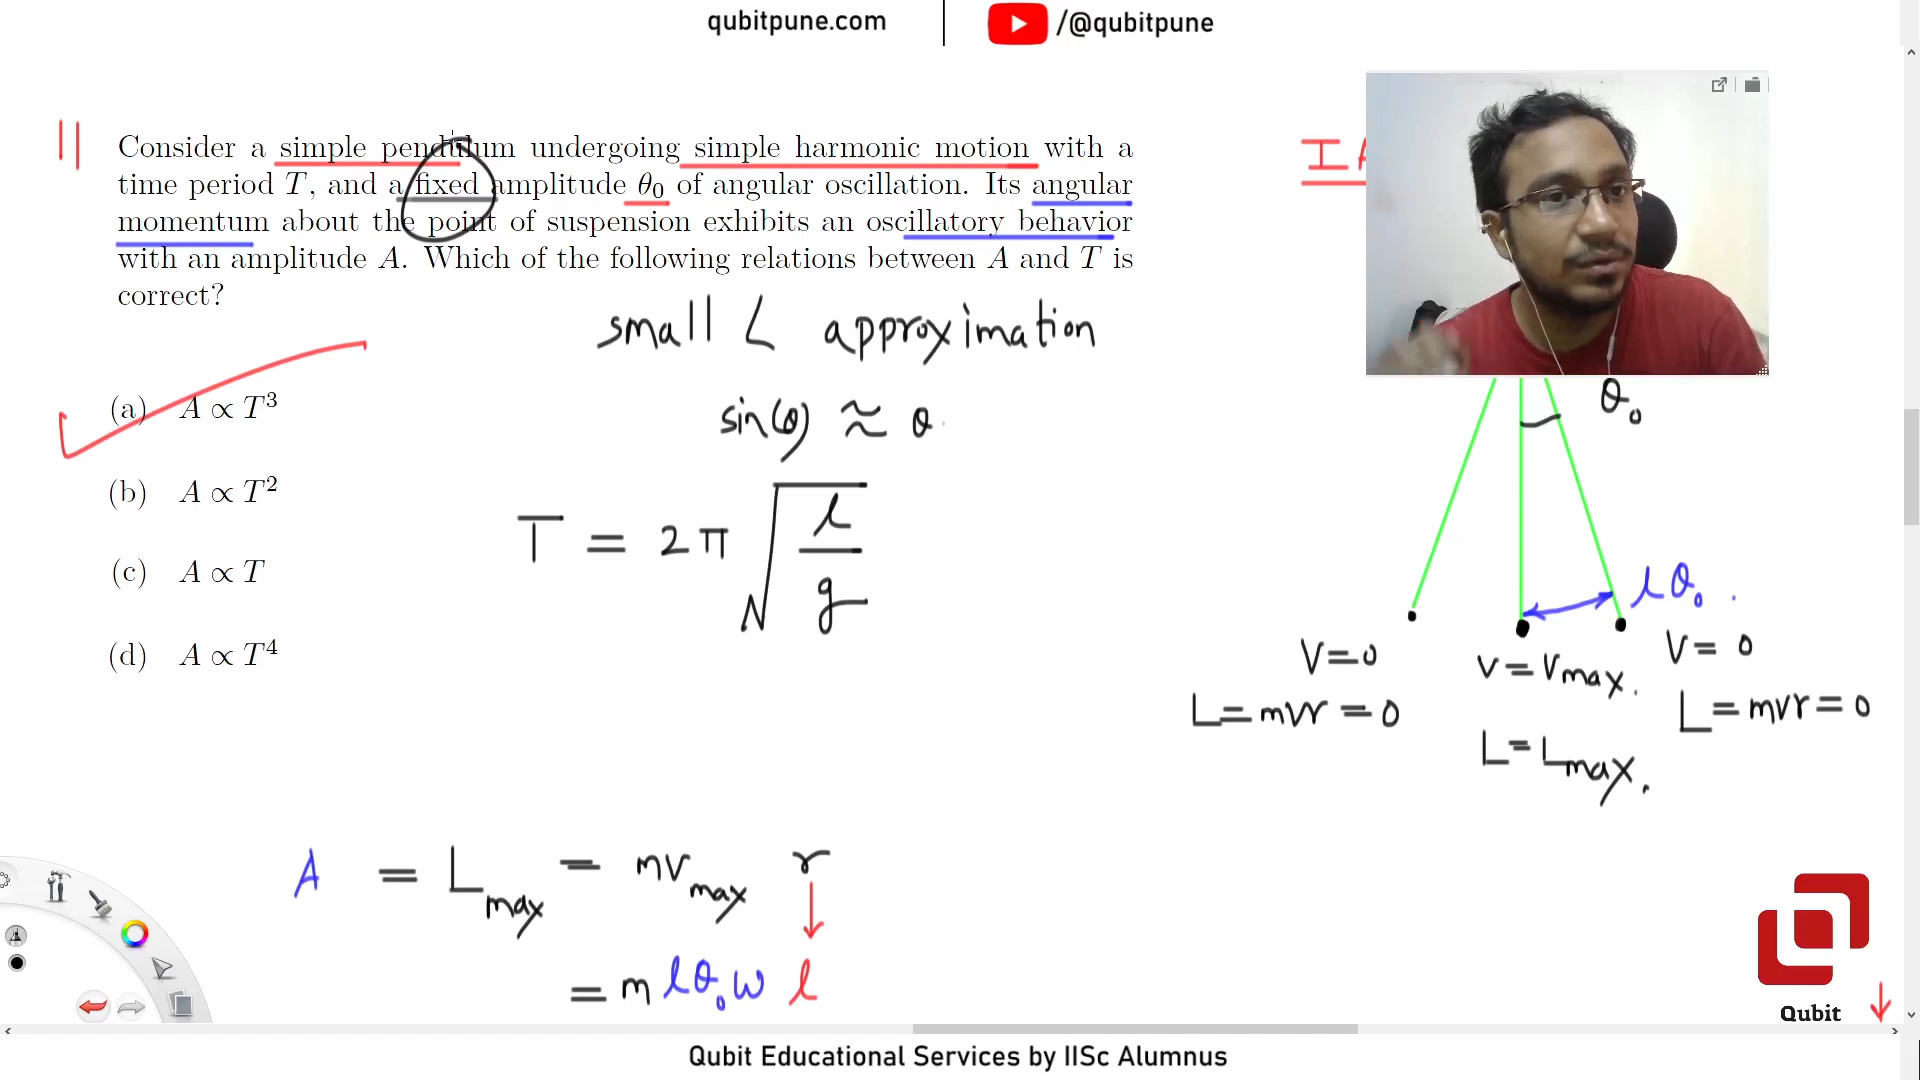 qubitpune.com | /@qubitpune
11
Consider a simple pendulum undergoing simple harmonic motion with a
time period T, and a fixed amplitude θ₀ of angular oscillation. Its angular
momentum about the point of suspension exhibits an oscillatory behavior
with an amplitude A. Which of the following relations between A and T is
correct?
small ∠ approximation
sin(θ) ≈ θ
(a) A ∝ T³
(b) A ∝ T²
(c) A ∝ T
(d) A ∝ T⁴
T = 2π √(l/g)
θ₀
lθ₀
V=0
L=mvr=0
v=vmax.
L=Lmax.
V=0
L=mvr=0
A = Lmax = mvmax r
= m lθ₀ω l
Qubit
Qubit Educational Services by IISc Alumnus